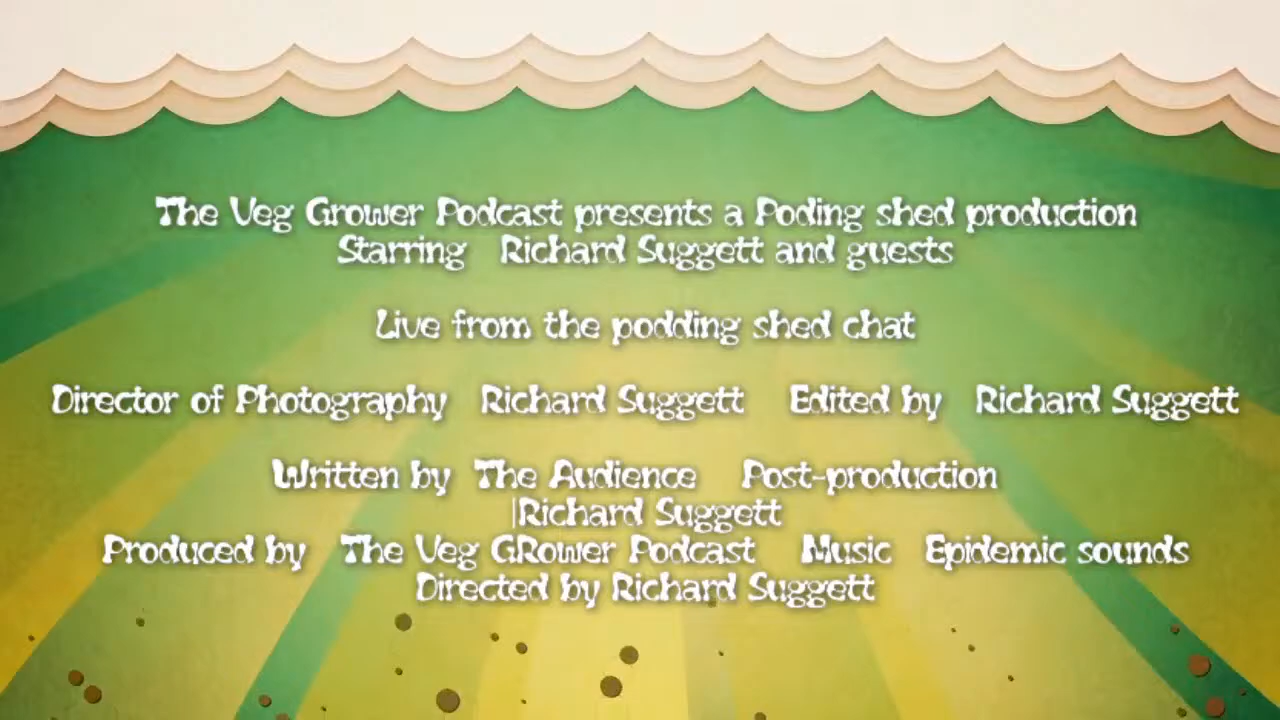 The Veg Grower Podcast presents a Poding shed production
Starring Richard Suggett and guests
Live from the podding shed chat
Director of Photography Richard Suggett Edited by Richard Suggett
Written by The Audience Post-production
|Richard Suggett
Produced by The Veg GRower Podcast Music Epidemic sounds
Directed by Richard Suggett